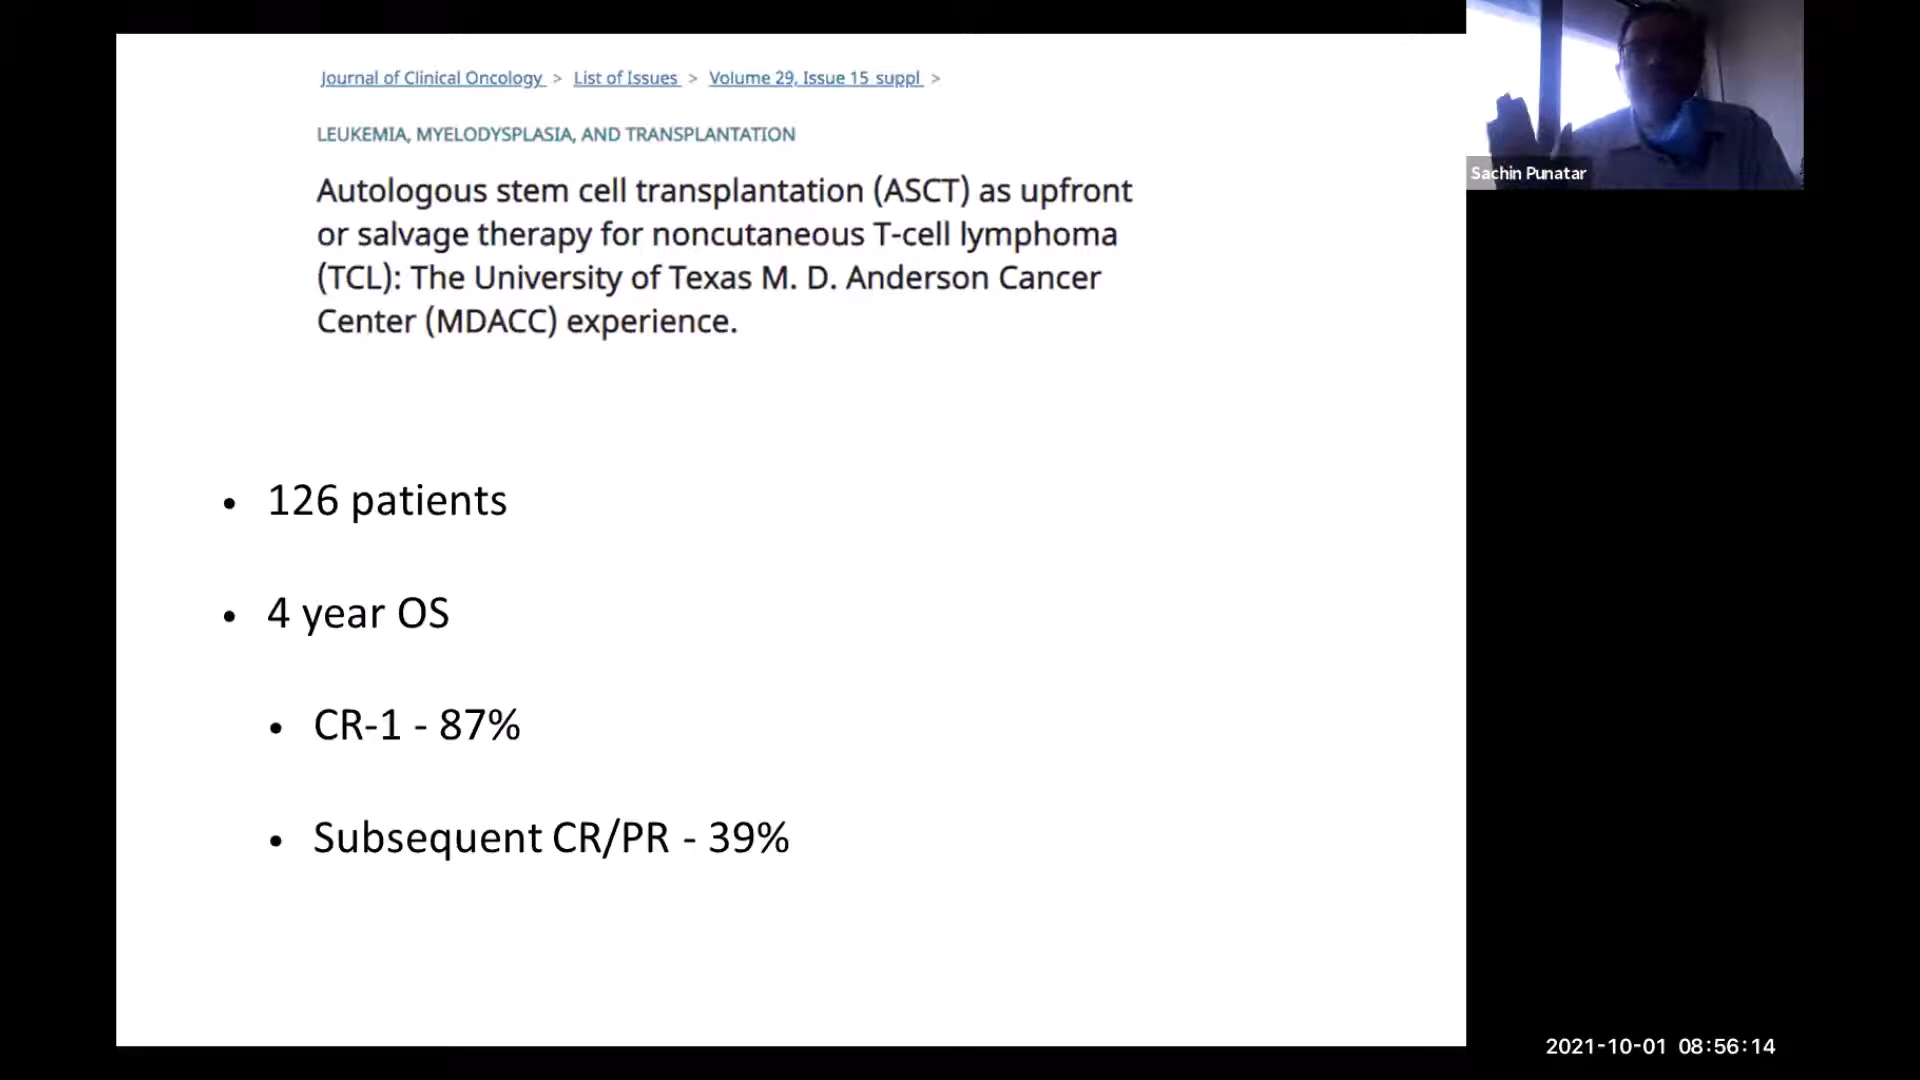 Journal of Clinical Oncology > List of Issues > Volume 29, Issue 15_suppl >
LEUKEMIA, MYELODYSPLASIA, AND TRANSPLANTATION
Autologous stem cell transplantation (ASCT) as upfront
or salvage therapy for noncutaneous T-cell lymphoma
(TCL): The University of Texas M. D. Anderson Cancer
Center (MDACC) experience.
• 126 patients
• 4 year OS
• CR-1 - 87%
• Subsequent CR/PR - 39%
Sachin Punatar
2021-10-01 08:56:14